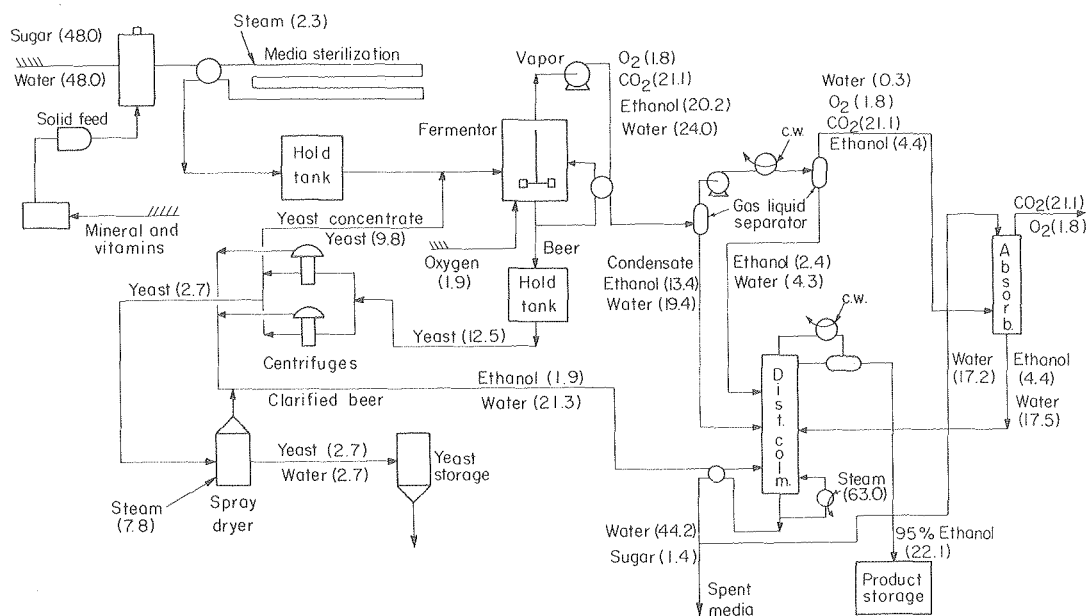 Steam (2.3)
Sugar (48.0)
Media sterilization
Water (48.0)
Vapor
O2 (1.8)
CO2 (21.1)
Ethanol (20.2)
Water (24.0)
Water (0.3)
O2 (1.8)
CO2(21.1)
Ethanol (4.4)
c.w.
Solid feed
Fermentor
Hold
tank
Gas liquid
separator
Mineral and
vitamins
Yeast concentrate
Yeast (9.8)
Oxygen
(1.9)
Beer
Hold
tank
Condensate
Ethanol (13.4)
Water (19.4)
Ethanol (2.4)
Water (4.3)
CO2(21.1)
O2(1.8)
Absorb.
c.w.
Yeast (2.7)
Centrifuges
Yeast (12.5)
Water
(17.2)
Ethanol
(4.4)
Water
(17.5)
Ethanol (1.9)
Water (21.3)
Clarified beer
Dist. colm.
Yeast (2.7)
Water (2.7)
Yeast
storage
Steam
(7.8)
Spray
dryer
Steam
(63.0)
Water (44.2)
Sugar (1.4)
95% Ethanol
(22.1)
Spent
media
Product
storage